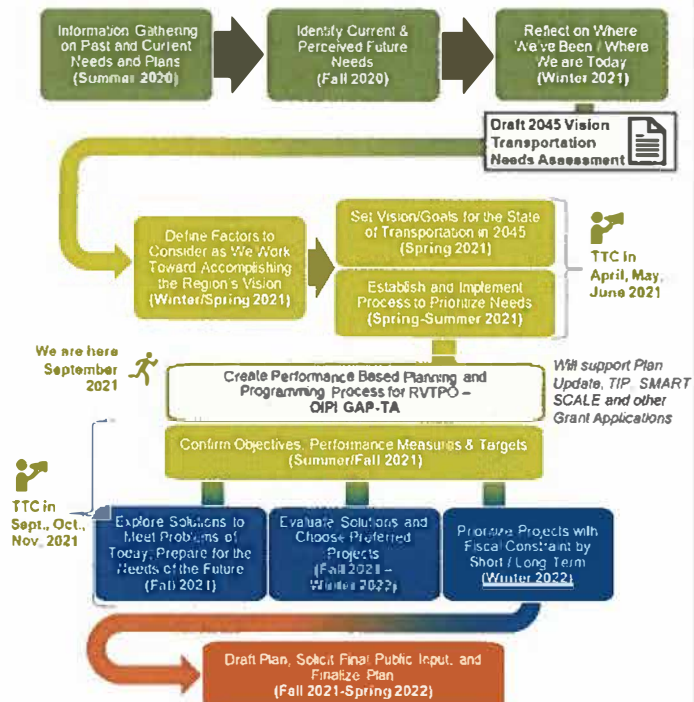 Information Gathering
on Past and Current
Needs and Plans
(Summer 2020)
Identify Current &
Perceived Future
Needs
(Fall 2020)
Reflect on Where
We've Been / Where
We are Today
(Winter 2021)
Draft 2045 Vision
Transportation
Needs Assessment
Define Factors to
Consider as We Work
Toward Accomplishing
the Region's Vision
(Winter/Spring 2021)
Set Vision/Goals for the State
of Transportation in 2045
(Spring 2021)
Establish and Implement
Process to Prioritize Needs
(Spring-Summer 2021)
TTC in
April, May,
June 2021
We are here
September
2021
Create Performance Based Planning and
Programming Process for RVTPO –
OIPI GAP-TA
Will support Plan
Update, TIP, SMART
SCALE and other
Grant Applications
Confirm Objectives, Performance Measures & Targets
(Summer/Fall 2021)
TTC in
Sept., Oct.,
Nov, 2021
Explore Solutions to
Meet Problems of
Today, Prepare for the
Needs of the Future
(Fall 2021)
Evaluate Solutions and
Choose Preferred
Projects
(Fall 2021 –
Winter 2022)
Prioritize Projects with
Fiscal Constraint by
Short / Long Term
(Winter 2022)
Draft Plan, Solicit Final Public Input, and
Finalize Plan
(Fall 2021-Spring 2022)